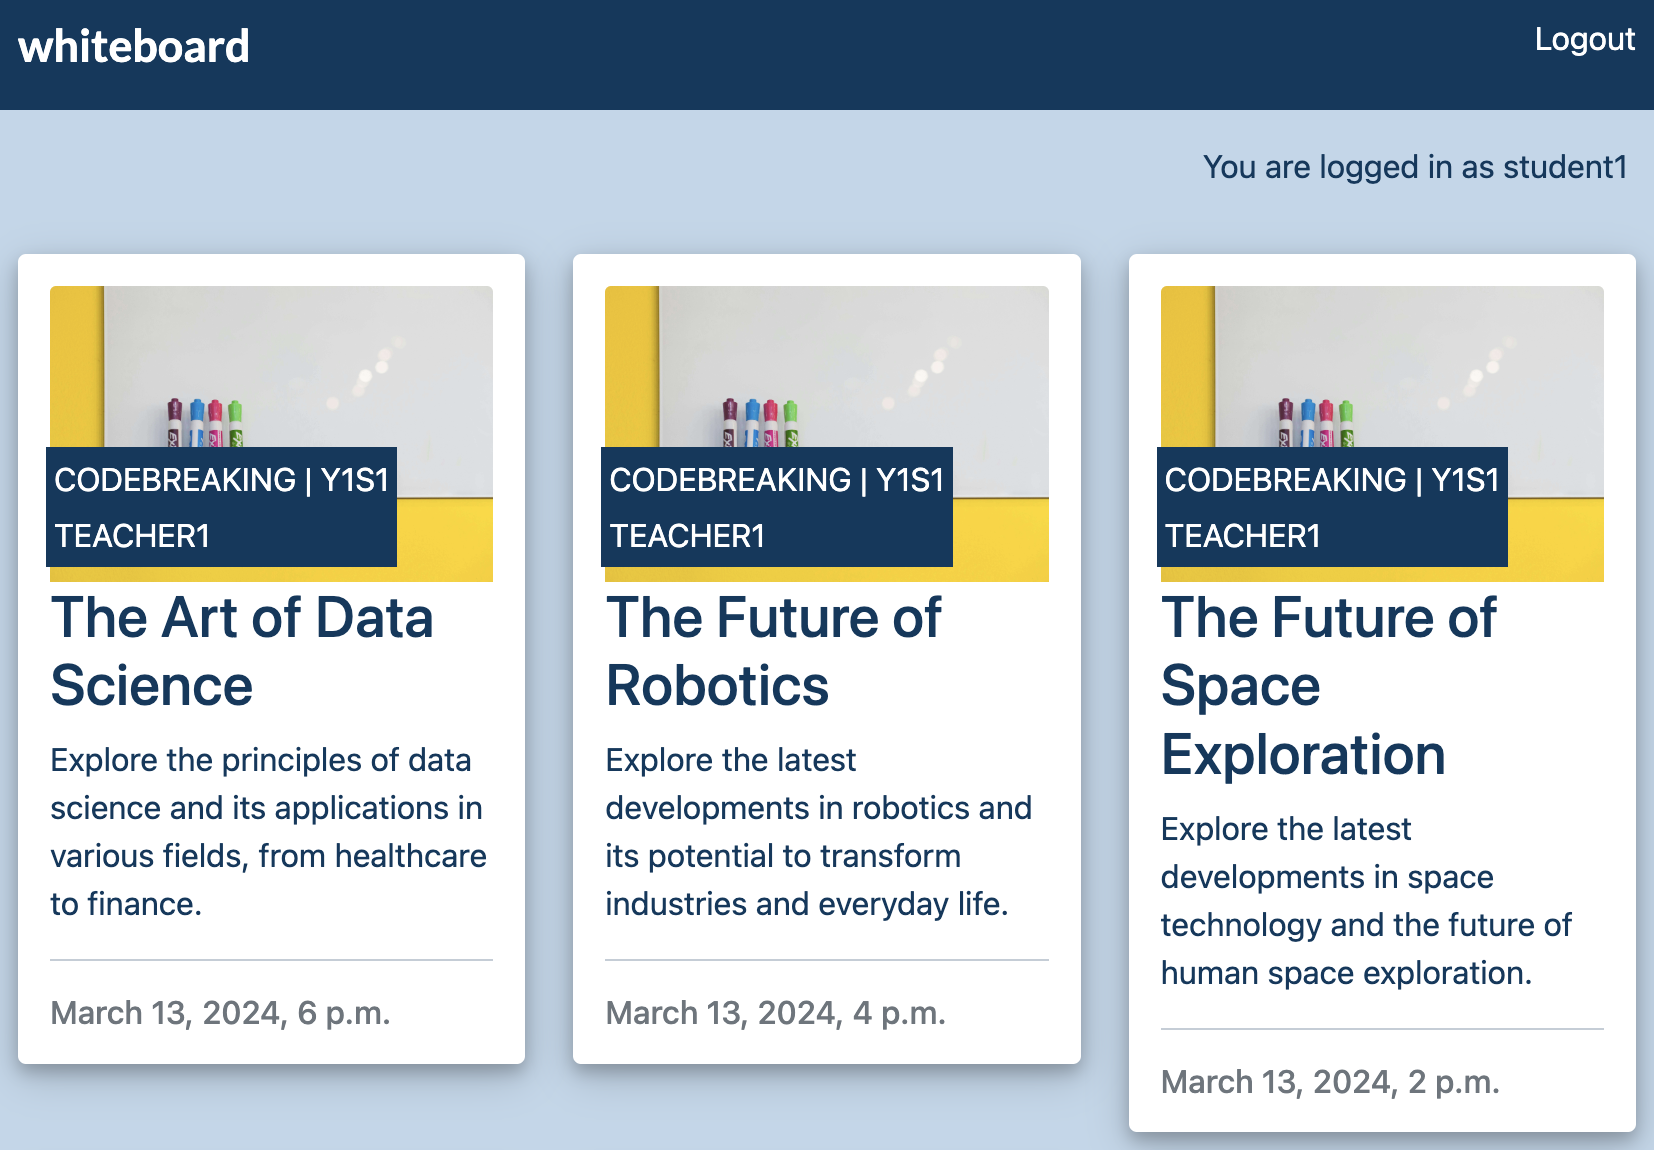 whiteboard
Logout
You are logged in as student1
CODEBREAKING | Y1S1
TEACHER1
The Art of Data
Science
Explore the principles of data
science and its applications in
various fields, from healthcare
to finance.
March 13, 2024, 6 p.m.
CODEBREAKING | Y1S1
TEACHER1
The Future of
Robotics
Explore the latest
developments in robotics and
its potential to transform
industries and everyday life.
March 13, 2024, 4 p.m.
CODEBREAKING | Y1S1
TEACHER1
The Future of
Space
Exploration
Explore the latest
developments in space
technology and the future of
human space exploration.
March 13, 2024, 2 p.m.